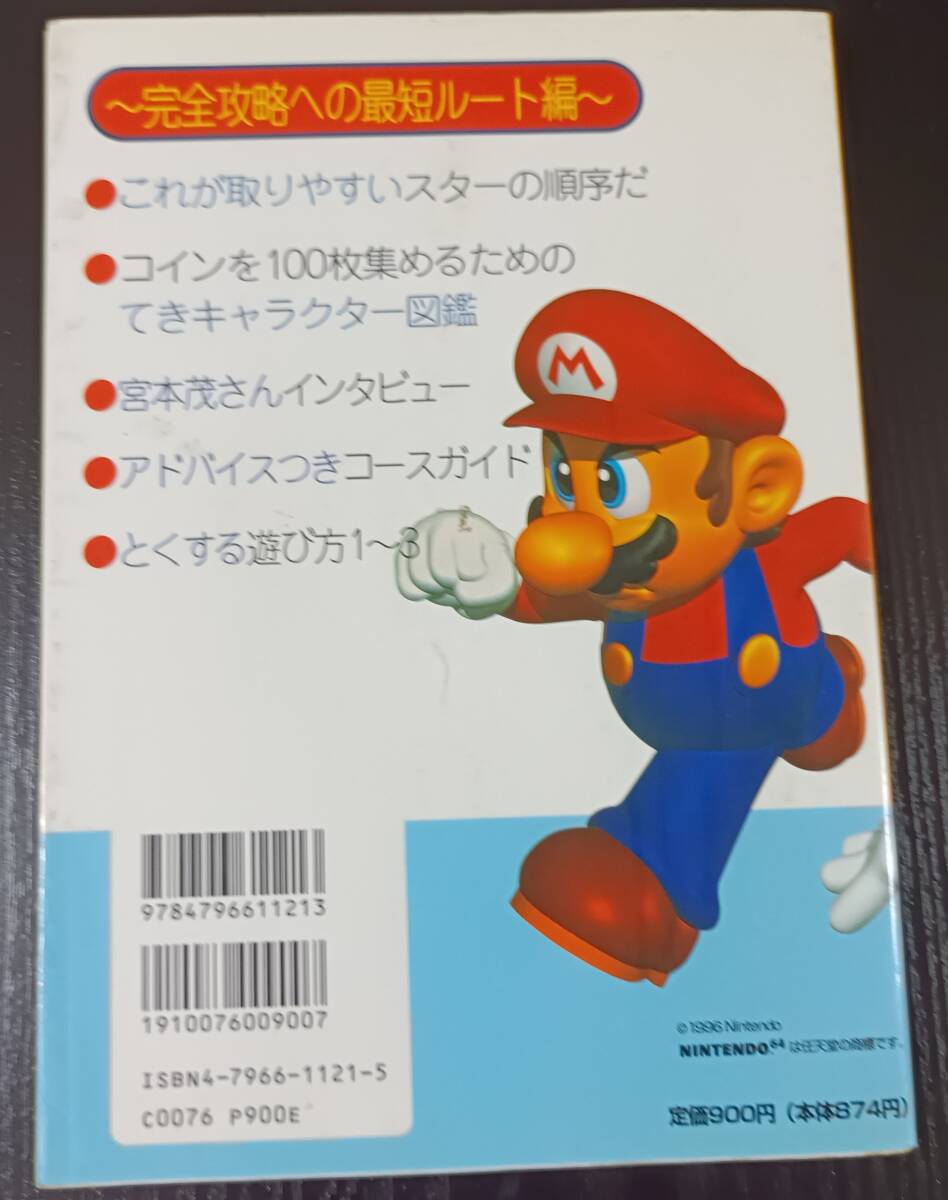 ～完全攻略への最短ルート編～
●これが取りやすいスターの順序だ
●コインを100枚集めるための
てきキャラクター図鑑
●宮本茂さんインタビュー
●アドバイスつきコースガイド
●とくする遊び方1～3
M
9784796611213
1910076009007
ISBN4-7966-1121-5
C0076 P900E
©1996 Nintendo
NINTENDO64は任天堂の商標です。
定価900円（本体874円）